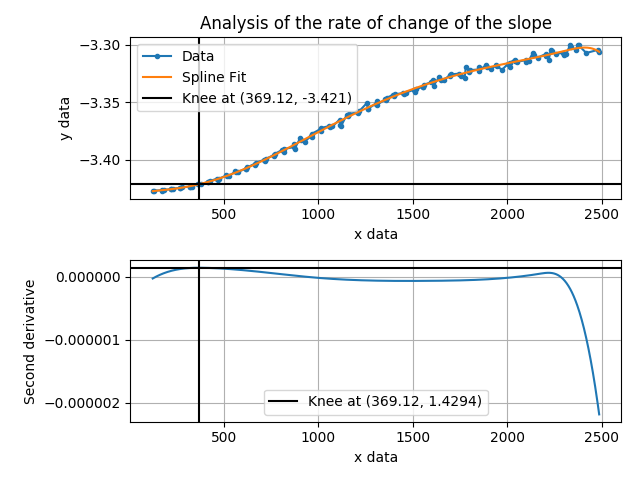 Analysis of the rate of change of the slope
−3.30
−3.35
−3.40
y data
Data
Spline Fit
Knee at (369.12, -3.421)
500
1000
1500
2000
2500
x data
0.000000
−0.000001
−0.000002
Second derivative
Knee at (369.12, 1.4294)
500
1000
1500
2000
2500
x data